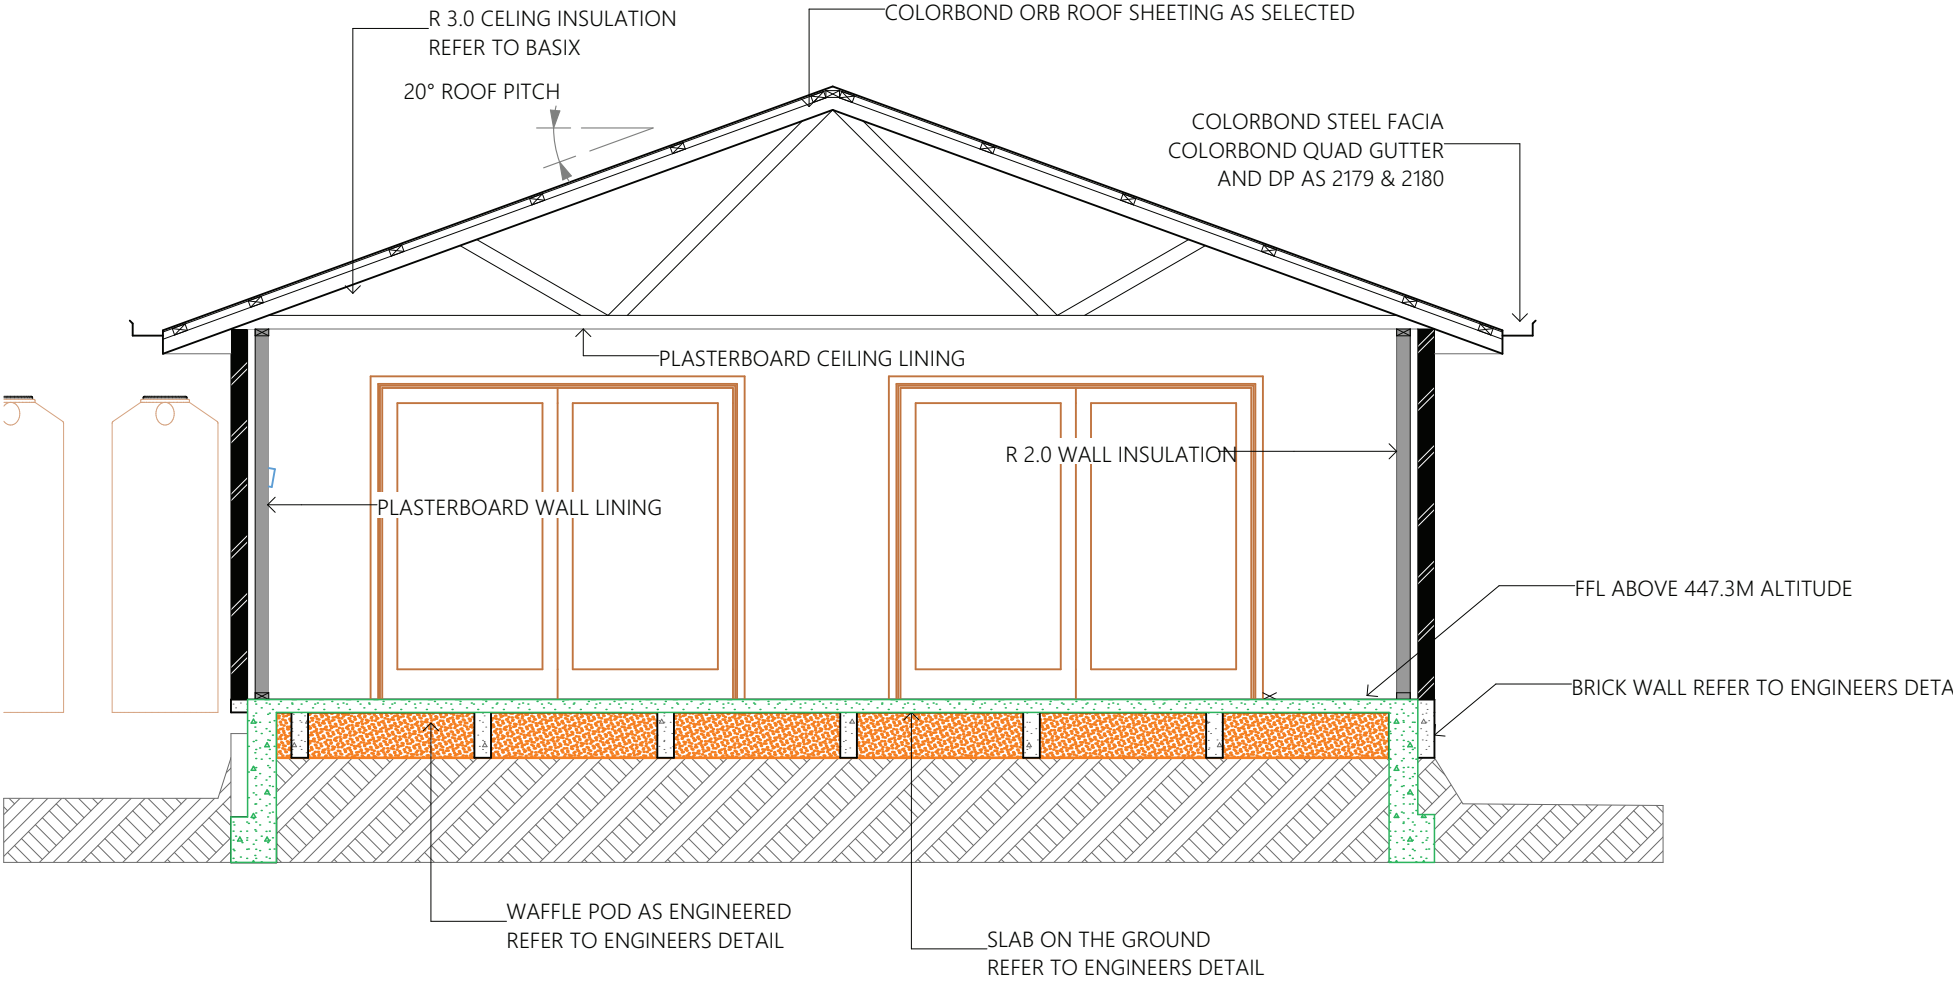 R 3.0 CELING INSULATION
REFER TO BASIX
COLORBOND ORB ROOF SHEETING AS SELECTED
20° ROOF PITCH
COLORBOND STEEL FACIA
COLORBOND QUAD GUTTER
AND DP AS 2179 & 2180
PLASTERBOARD CEILING LINING
R 2.0 WALL INSULATION
PLASTERBOARD WALL LINING
FFL ABOVE 447.3M ALTITUDE
BRICK WALL REFER TO ENGINEERS DETA
WAFFLE POD AS ENGINEERED
REFER TO ENGINEERS DETAIL
SLAB ON THE GROUND
REFER TO ENGINEERS DETAIL